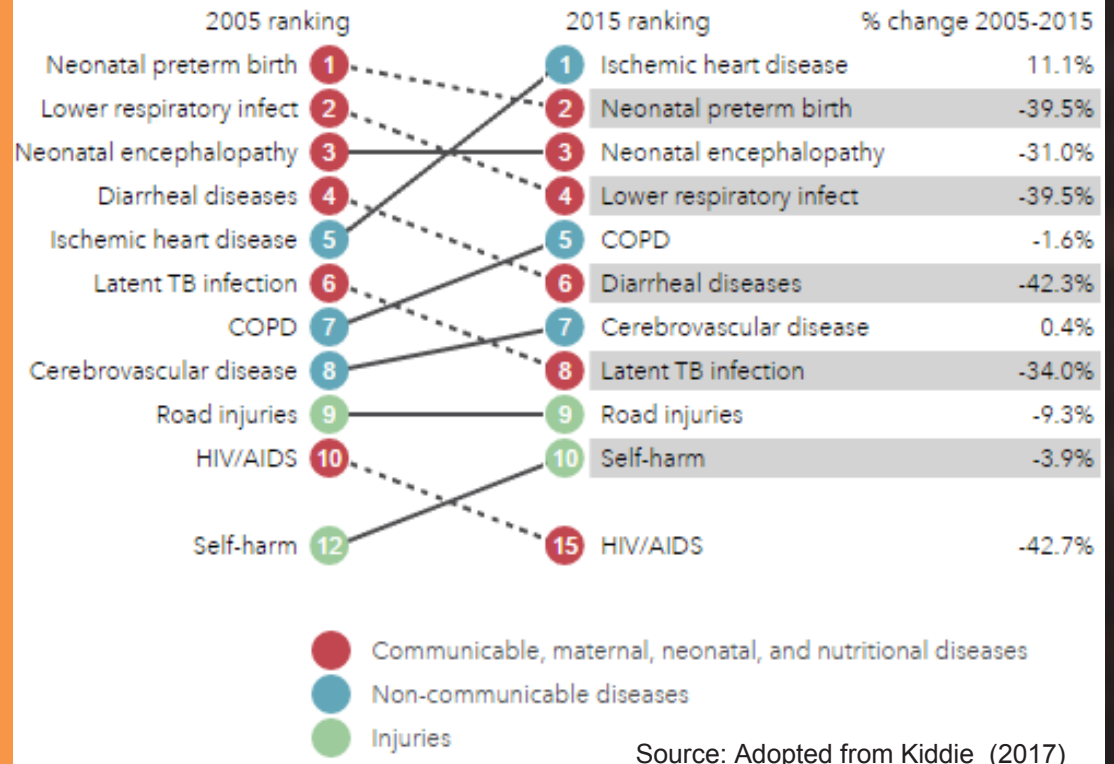 2005 ranking 2015 ranking % change 2005-2015
Neonatal preterm birth 1 1 Ischemic heart disease 11.1%
Lower respiratory infect 2 2 Neonatal preterm birth -39.5%
Neonatal encephalopathy 3 3 Neonatal encephalopathy -31.0%
Diarrheal diseases 4 4 Lower respiratory infect -39.5%
Ischemic heart disease 5 5 COPD -1.6%
Latent TB infection 6 6 Diarrheal diseases -42.3%
COPD 7 7 Cerebrovascular disease 0.4%
Cerebrovascular disease 8 8 Latent TB infection -34.0%
Road injuries 9 9 Road injuries -9.3%
HIV/AIDS 10 10 Self-harm -3.9%
Self-harm 12 15 HIV/AIDS -42.7%
Communicable, maternal, neonatal, and nutritional diseases
Non-communicable diseases
Injuries
Source: Adopted from Kiddie (2017)